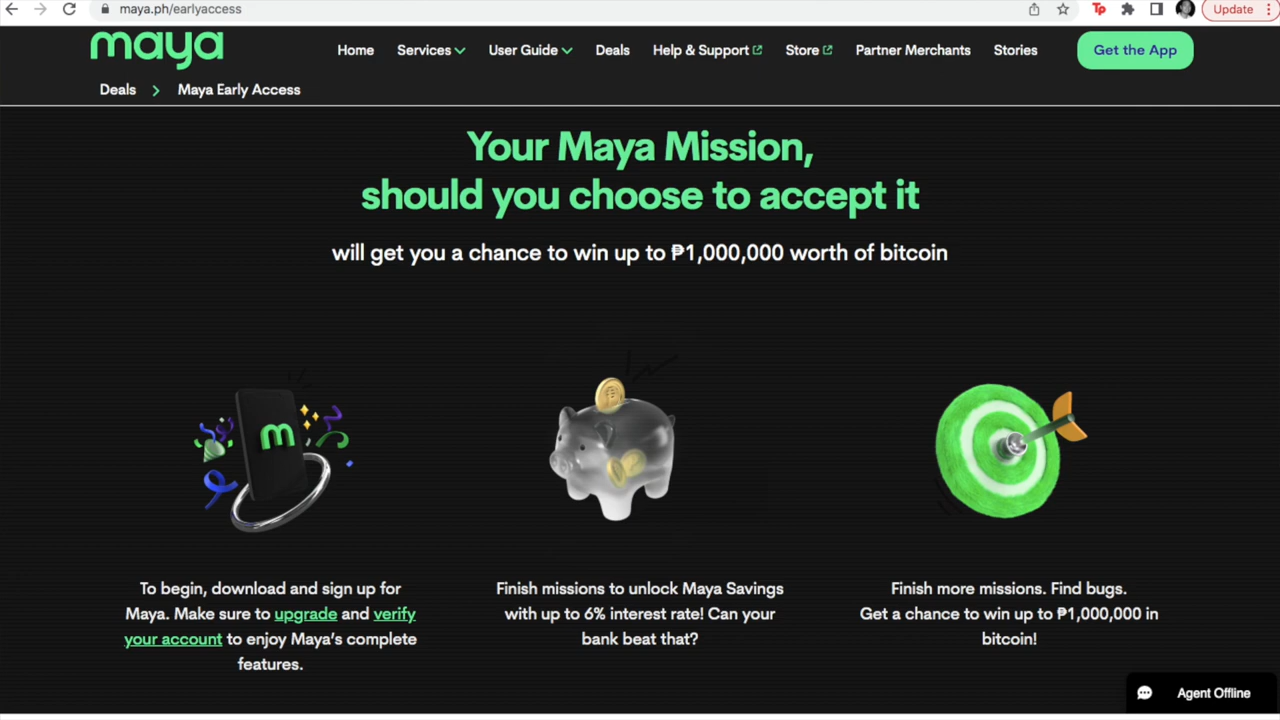 maya.ph/earlyaccess
Tp
Update
maya
Home Services User Guide Deals Help & Support Store Partner Merchants Stories Get the App
Deals Maya Early Access
Your Maya Mission,
should you choose to accept it
will get you a chance to win up to ₱1,000,000 worth of bitcoin
m
To begin, download and sign up for
Maya. Make sure to upgrade and verify
your account to enjoy Maya's complete
features.
Finish missions to unlock Maya Savings
with up to 6% interest rate! Can your
bank beat that?
Finish more missions. Find bugs.
Get a chance to win up to ₱1,000,000 in
bitcoin!
Agent Offline